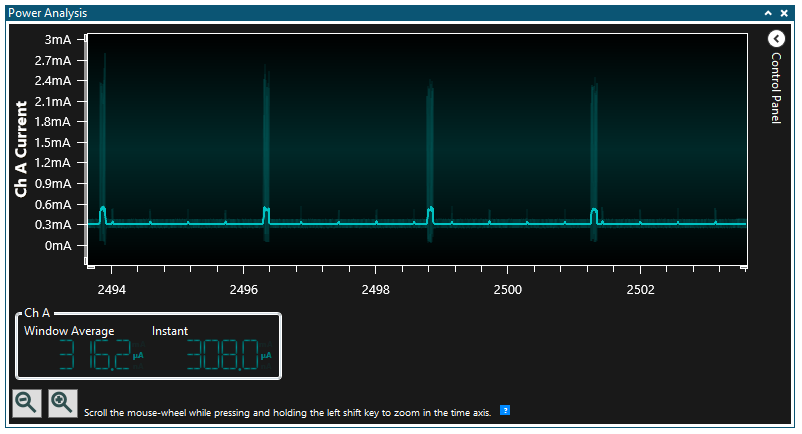 Power Analysis
Control Panel
Ch A Current
3mA
2.7mA
2.4mA
2.1mA
1.8mA
1.5mA
1.2mA
0.9mA
0.6mA
0.3mA
0mA
2494 2496 2498 2500 2502
Ch A
Window Average Instant
316.2 µA 308.0 µA
Scroll the mouse-wheel while pressing and holding the left shift key to zoom in the time axis. ?